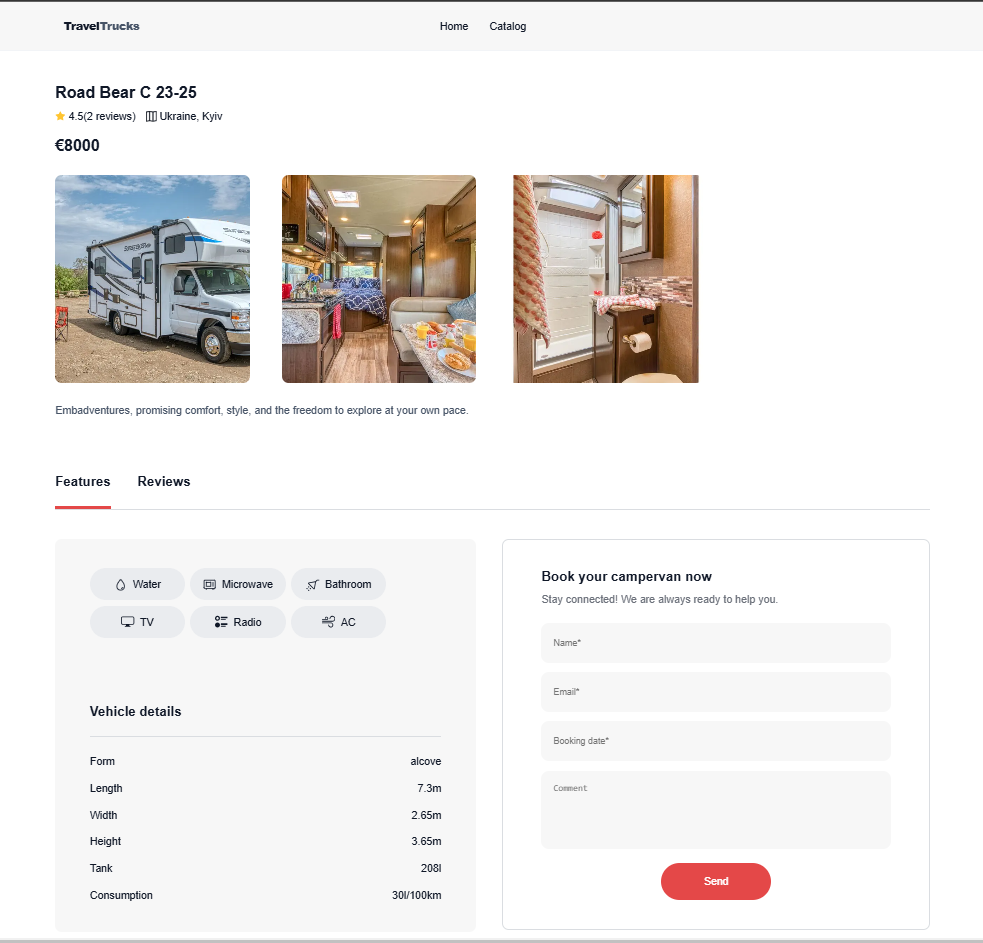 TravelTrucks
Home Catalog
Road Bear C 23-25
4.5(2 reviews) Ukraine, Kyiv
€8000
Embadventures, promising comfort, style, and the freedom to explore at your own pace.
Features Reviews
Water Microwave Bathroom
TV Radio AC
Vehicle details
Form alcove
Length 7.3m
Width 2.65m
Height 3.65m
Tank 208l
Consumption 30l/100km
Book your campervan now
Stay connected! We are always ready to help you.
Name*
Email*
Booking date*
Comment
Send